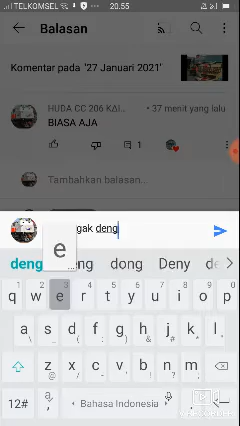 TELKOMSEL
20.55
Balasan
Komentar pada '27 Januari 2021'
HUDA CC 206 • 37 menit yang lalu
BIASA AJA
1
Tambahkan balasan...
gak deng
e
deng dong Deny
q w e r t y u i o p
a s d f g h j k l
z x c v b n m
12# Bahasa Indonesia